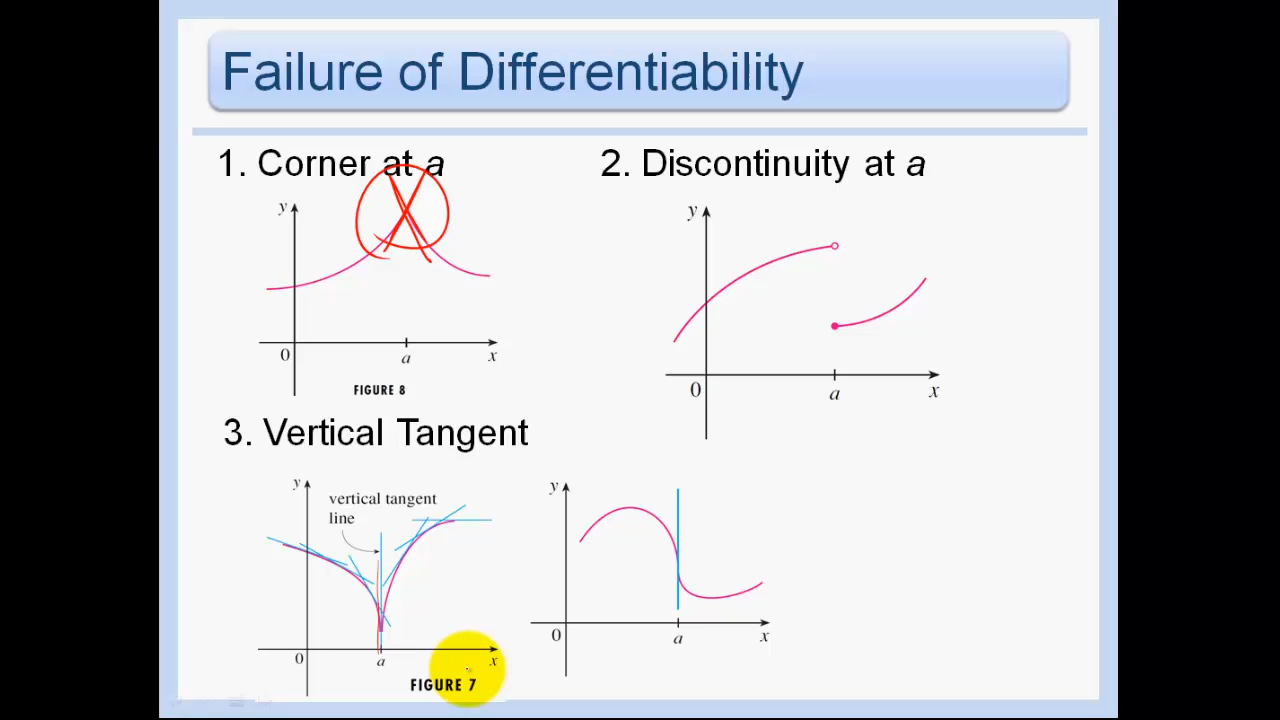 Failure of Differentiability
1. Corner at a
y
0
a
x
FIGURE 8
2. Discontinuity at a
y
0
a
x
3. Vertical Tangent
y
vertical tangent
line
0
a
x
FIGURE 7
y
0
a
x